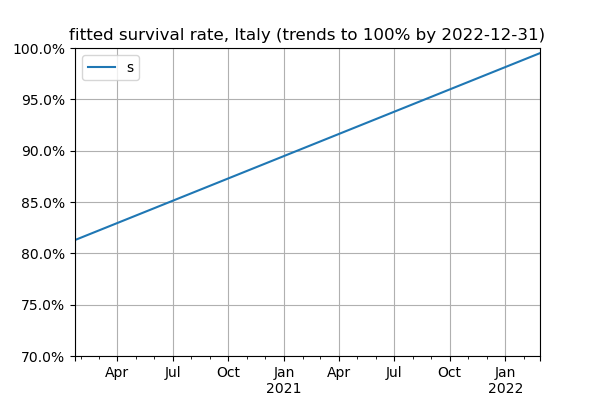 fitted survival rate, Italy (trends to 100% by 2022-12-31)
100.0%
95.0%
90.0%
85.0%
80.0%
75.0%
70.0%
s
Apr Jul Oct Jan Apr Jul Oct Jan
2021 2022